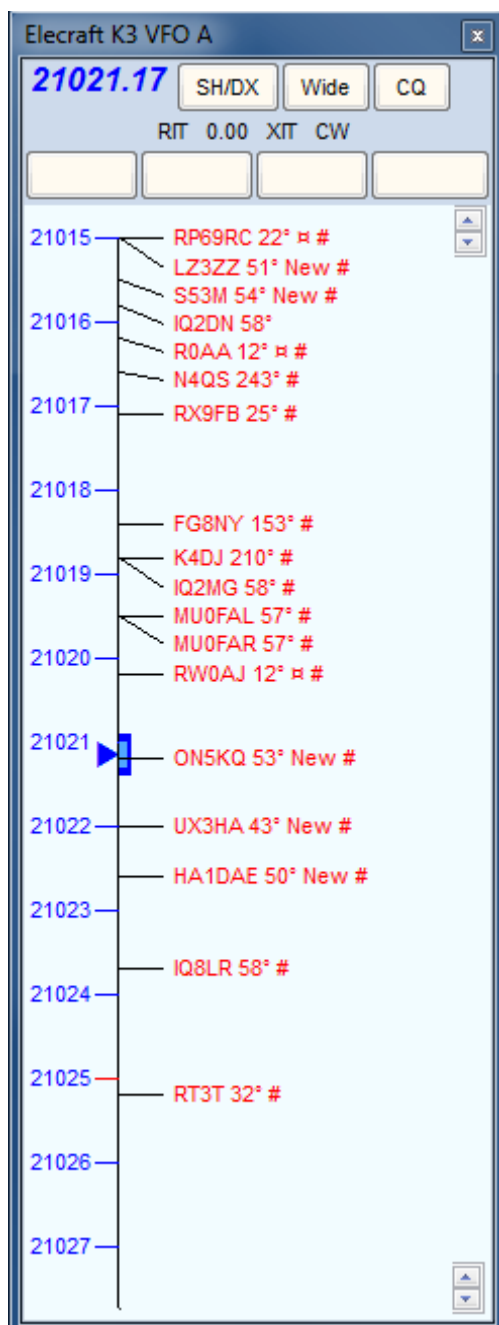 Elecraft K3 VFO A
21021.17 SH/DX Wide CQ
RIT 0.00 XIT CW
21015 RP69RC 22° ¤ #
LZ3ZZ 51° New #
S53M 54° New #
21016 IQ2DN 58°
R0AA 12° ¤ #
N4QS 243° #
21017 RX9FB 25° #
21018
FG8NY 153° #
K4DJ 210° #
21019 IQ2MG 58° #
MU0FAL 57° #
MU0FAR 57° #
21020 RW0AJ 12° ¤ #
21021 ON5KQ 53° New #
21022 UX3HA 43° New #
HA1DAE 50° New #
21023
IQ8LR 58° #
21024
21025 RT3T 32° #
21026
21027